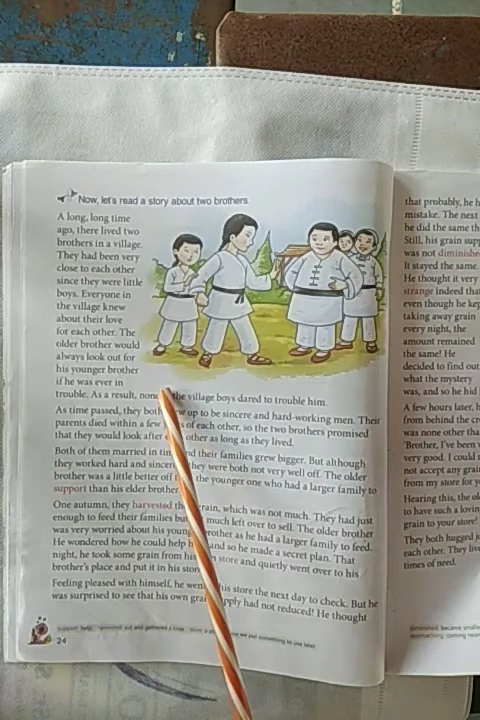 Now, let's read a story about two brothers.
A long, long time
ago, there lived two
brothers in a village.
They had been very
close to each other
since they were little
boys. Everyone in
the village knew
about their love
for each other. The
older brother would
always look out for
his younger brother
if he was ever in
trouble. As a result, the village boys dared to trouble him.
As time passed, they both up to be sincere and hard-working men. Their
parents died within a few of each other, so the two brothers promised
that they would look after other as long as they lived.
Both of them married in and their families grew bigger. But although
they worked hard and they were both not very well off. The older
brother was a little better off the younger one who had a larger family to
support than his elder brother.
One autumn, they harvested grain, which was not much. They had just
enough to feed their families but much left over to sell. The older brother
was very worried about his brother as he had a larger family to feed.
He wondered how he could help and so he made a secret plan. That
night, he took some grain from his store and quietly went over to his
brother's place and put it in his
Feeling pleased with himself, he his store the next day to check. But he
was surprised to see that his own had not reduced! He thought
24
that probably, he h
mistake. The next
he did the same th
Still, his grain sup
was not diminishe
It stayed the same.
He thought it very
strange indeed that
even though he kep
taking away grain
every night, the
amount remained
the same! He
decided to find out
what the mystery
was, and so he hid
A few hours later, h
from behind the cr
was none other tha
'Brother, I've been
very good. I could
not accept any grain
from my store for y
Hearing this, the ol
to have such a lovin
grain to your store!
They both hugged
each other. They live
times of need.